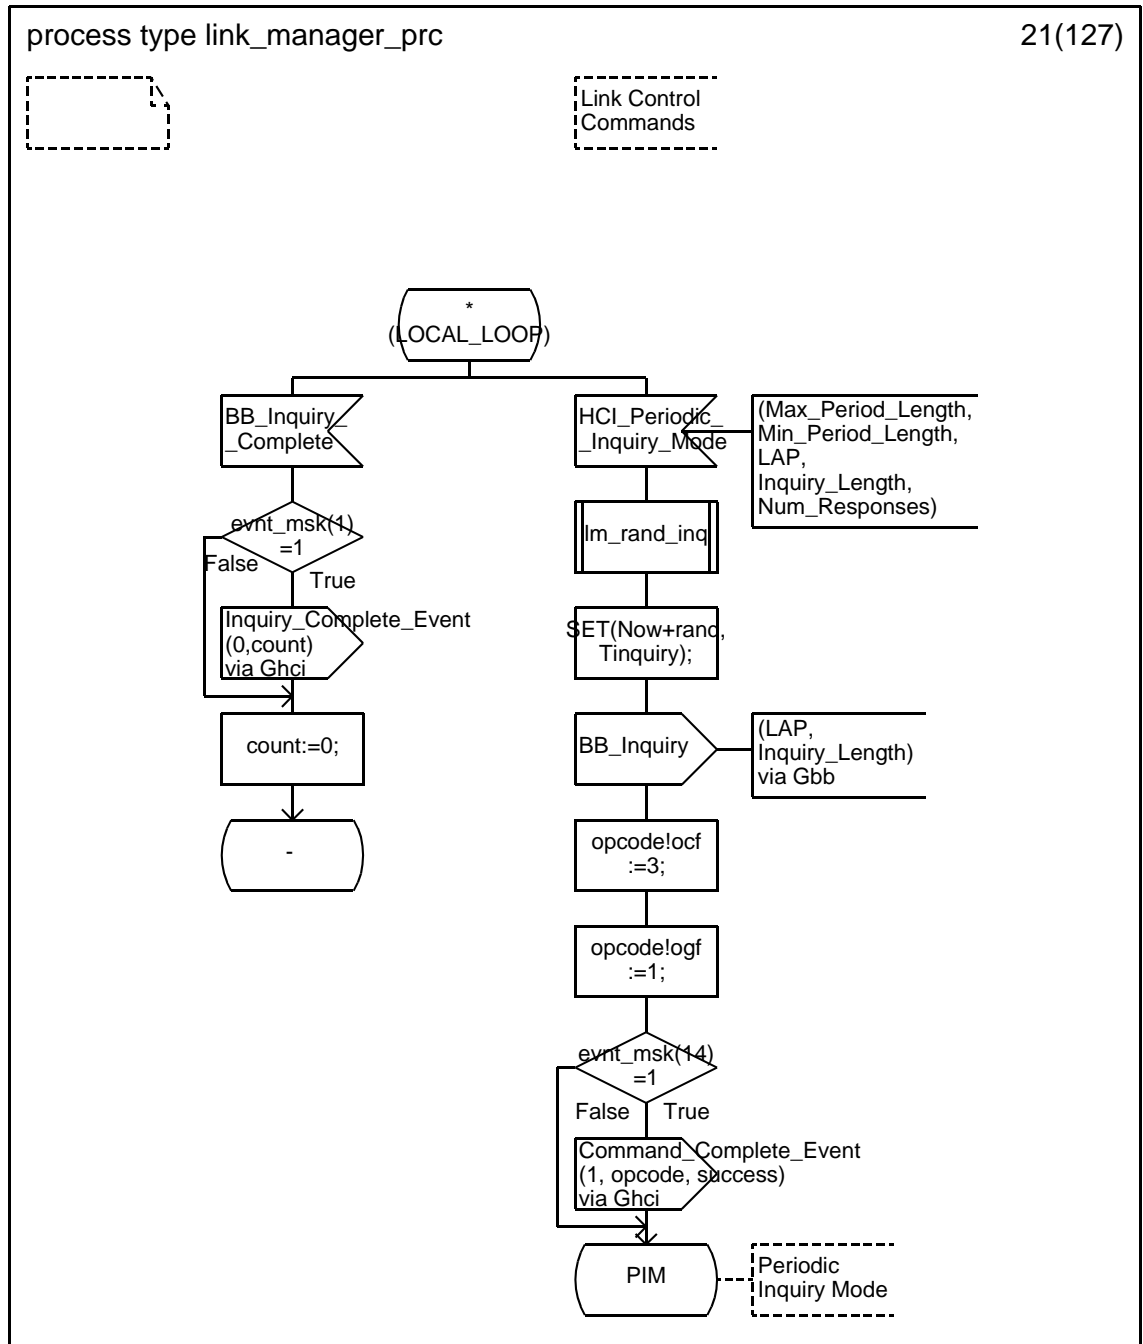 process type link_manager_prc
21(127)
Link Control
Commands
*
(LOCAL_LOOP)
BB_Inquiry_
_Complete
evnt_msk(1)
=1
False
True
Inquiry_Complete_Event
(0,count)
via Ghci
count:=0;
-
HCI_Periodic_
_Inquiry_Mode
(Max_Period_Length,
Min_Period_Length,
LAP,
Inquiry_Length,
Num_Responses)
lm_rand_inq
SET(Now+rand,
Tinquiry);
BB_Inquiry
(LAP,
Inquiry_Length)
via Gbb
opcode!ocf
:=3;
opcode!ogf
:=1;
evnt_msk(14)
=1
False
True
Command_Complete_Event
(1, opcode, success)
via Ghci
PIM
Periodic
Inquiry Mode